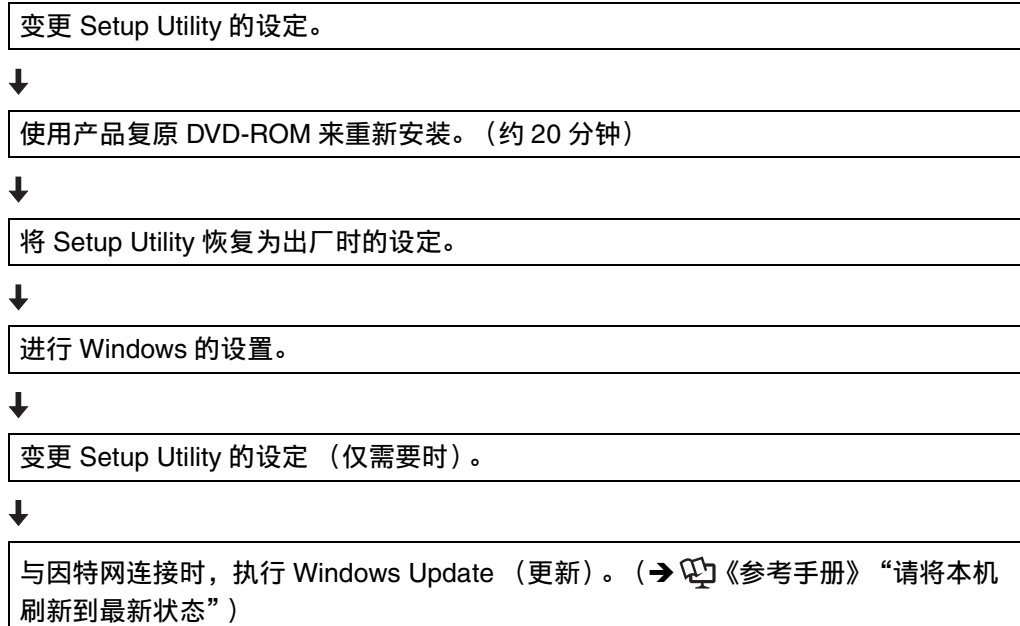 变更 Setup Utility 的设定。
使用产品复原 DVD-ROM 来重新安装。（约 20 分钟）
将 Setup Utility 恢复为出厂时的设定。
进行 Windows 的设置。
变更 Setup Utility 的设定 （仅需要时）。
与因特网连接时，执行 Windows Update （更新）。（➔ 《参考手册》 “请将本机
刷新到最新状态”）